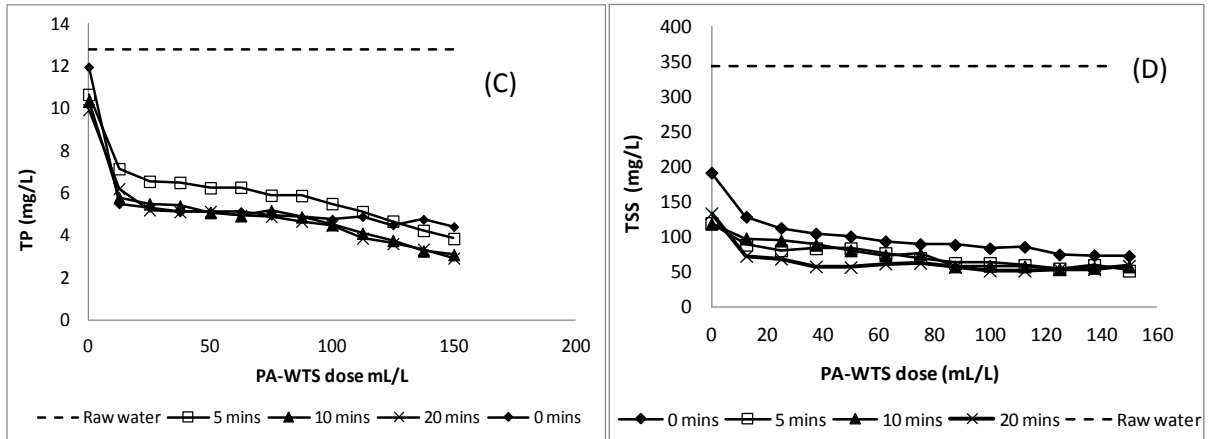 14
12
10
8
6
4
2
0
TP (mg/L)
(C)
0
50
100
150
200
PA-WTS dose mL/L
Raw water
5 mins
10 mins
20 mins
0 mins
400
350
300
250
200
150
100
50
0
TSS (mg/L)
(D)
0
20
40
60
80
100
120
140
160
PA-WTS dose (mL/L)
0 mins
5 mins
10 mins
20 mins
Raw water